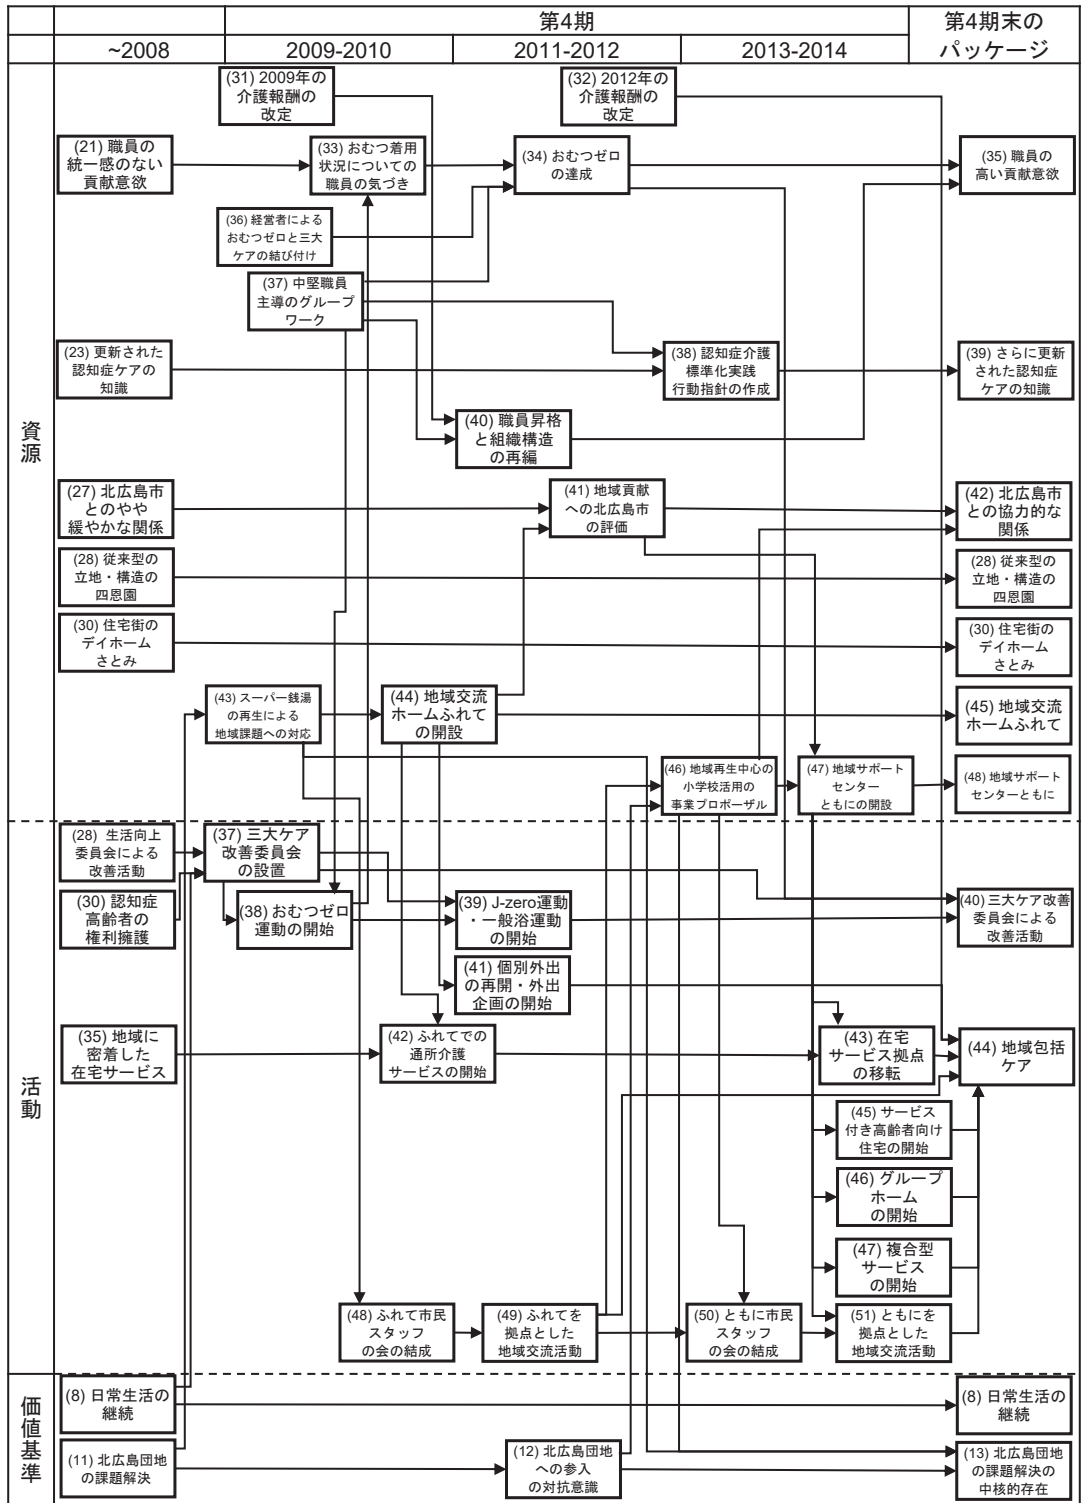 第4期
第4期末の
パッケージ
~2008
2009-2010
2011-2012
2013-2014
資源
(31) 2009年の
介護報酬の
改定
(32) 2012年の
介護報酬の
改定
(21) 職員の
統一感のない
貢献意欲
(33) おむつ着用
状況についての
職員の気づき
(34) おむつゼロ
の達成
(35) 職員の
高い貢献意欲
(36) 経営者による
おむつゼロと三大
ケアの結び付け
(37) 中堅職員
主導のグループ
ワーク
(23) 更新された
認知症ケアの
知識
(38) 認知症介護
標準化実践
行動指針の作成
(39) さらに更新
された認知症
ケアの知識
(40) 職員昇格
と組織構造
の再編
(27) 北広島市
とのやや
緩やかな関係
(41) 地域貢献
への北広島市
の評価
(42) 北広島市
との協力的な
関係
(28) 従来型の
立地・構造の
四恩園
(28) 従来型の
立地・構造の
四恩園
(30) 住宅街の
デイホーム
さとみ
(30) 住宅街の
デイホーム
さとみ
(43) スーパー銭湯
の再生による
地域課題への対応
(44) 地域交流
ホームふれて
の開設
(45) 地域交流
ホームふれて
(46) 地域再生中心の
小学校活用の
事業プロポーザル
(47) 地域サポート
センター
ともにの開設
(48) 地域サポート
センターともに
活動
(28) 生活向上
委員会による
改善活動
(37) 三大ケア
改善委員会
の設置
(30) 認知症
高齢者の
権利擁護
(38) おむつゼロ
運動の開始
(39) J-zero運動
・一般浴運動
の開始
(40) 三大ケア改善
委員会による
改善活動
(41) 個別外出
の再開・外出
企画の開始
(35) 地域に
密着した
在宅サービス
(42) ふれてでの
通所介護
サービスの開始
(43) 在宅
サービス拠点
の移転
(44) 地域包括
ケア
(45) サービス
付き高齢者向け
住宅の開始
(46) グループ
ホーム
の開始
(47) 複合型
サービス
の開始
(48) ふれて市民
スタッフ
の会の結成
(49) ふれてを
拠点とした
地域交流活動
(50) ともに市民
スタッフ
の会の結成
(51) ともにを
拠点とした
地域交流活動
価値基準
(8) 日常生活の
継続
(8) 日常生活の
継続
(11) 北広島団地
の課題解決
(12) 北広島団地
への参入
の対抗意識
(13) 北広島団地
の課題解決の
中核的存在